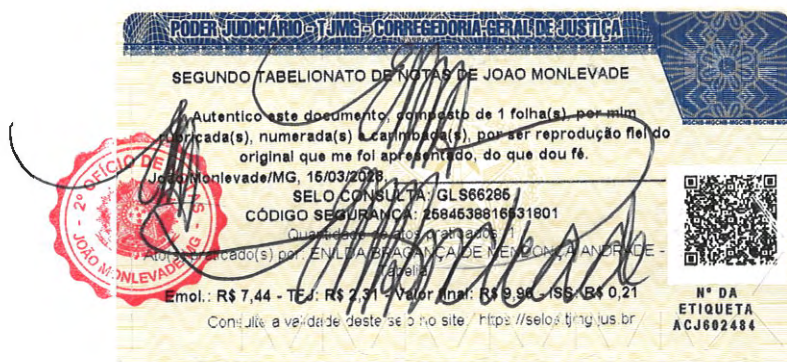 PODER JUDICIÁRIO - TJMG - CORREGEDORIA-GERAL DE JUSTIÇA
SEGUNDO TABELIONATO DE NOTAS DE JOAO MONLEVADE
Autentico este documento, composto de 1 folha(s), por mim
rubricada(s), numerada(s) e carimbada(s), por ser reprodução fiel do
original que me foi apresentado, do que dou fé.
João Monlevade/MG, 15/03/
SELO CONSULTA: GLS66285
CÓDIGO SEGURANÇA: 2584538816631801
Quantidade de atos praticados: 1
Ato(s) praticado(s) por: ENILDA BRAGANÇA DE MENDONÇA ANDRADE -
Tabeliã
Emol.: R$ 7,44 - TFJ: R$ 2,31 - Valor final: R$ 9,96 - ISS: R$ 0,21
Consulte a validade deste selo no site: https://selos.tjmg.jus.br
2º OFÍCIO DE NOTAS
JOÃO MONLEVADE-MG
Nº DA
ETIQUETA
ACJ602484